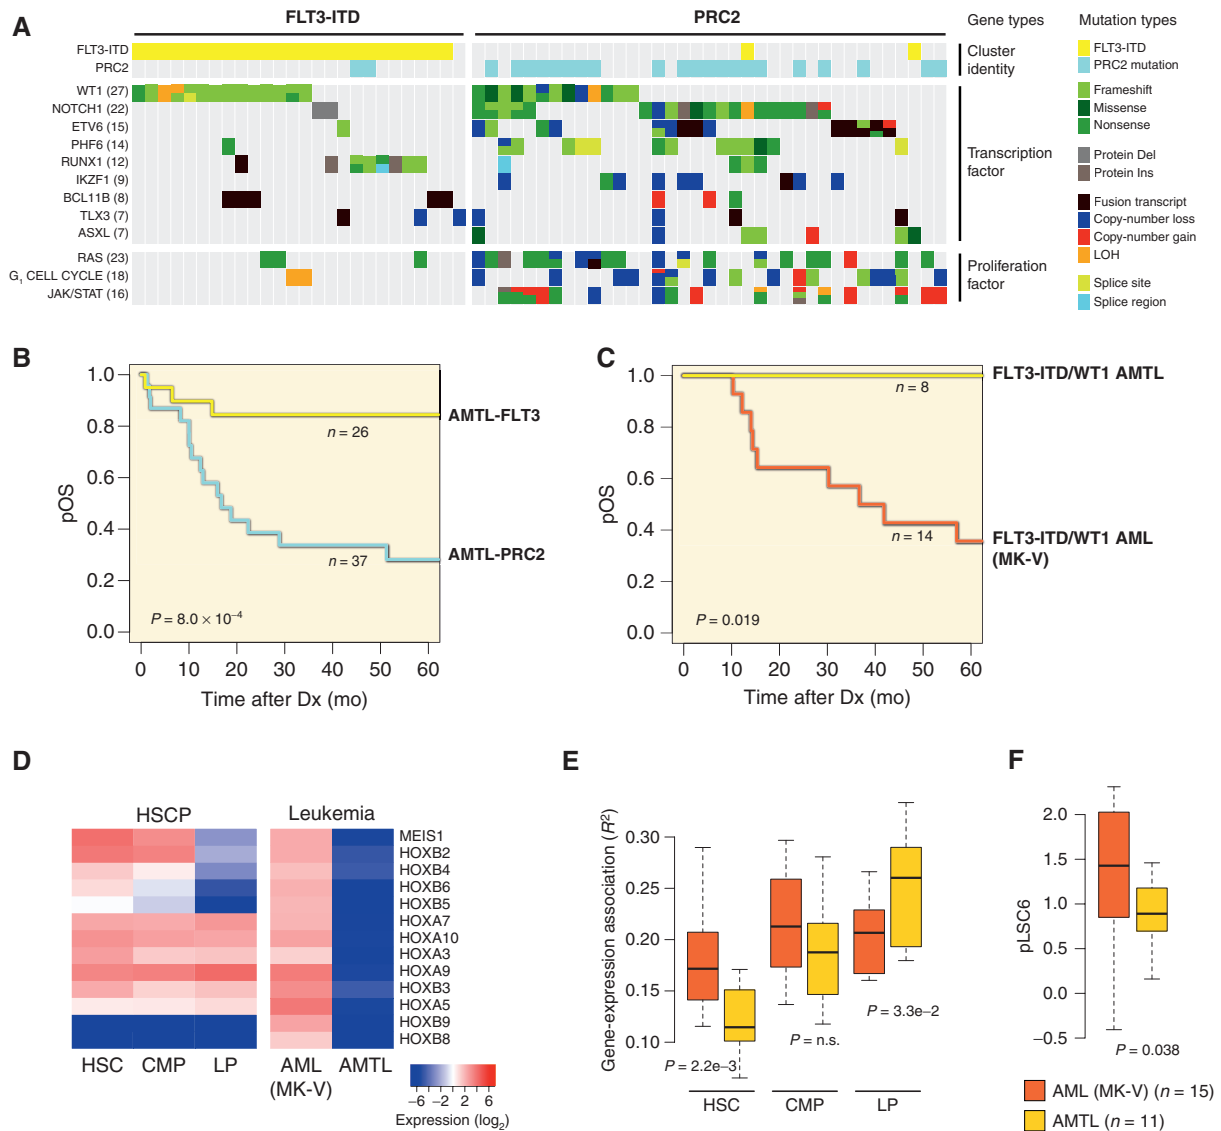 A
FLT3-ITD
PRC2
Gene types
Mutation types
FLT3-ITD
PRC2
Cluster
identity
FLT3-ITD
PRC2 mutation
WT1 (27)
NOTCH1 (22)
ETV6 (15)
PHF6 (14)
RUNX1 (12)
IKZF1 (9)
BCL11B (8)
TLX3 (7)
ASXL (7)
Transcription
factor
Frameshift
Missense
Nonsense
Protein Del
Protein Ins
Fusion transcript
Copy-number loss
Copy-number gain
LOH
RAS (23)
G1 CELL CYCLE (18)
JAK/STAT (16)
Proliferation
factor
Splice site
Splice region
B
pOS
1.0
0.8
0.6
0.4
0.2
0.0
AMTL-FLT3
n = 26
AMTL-PRC2
n = 37
P = 8.0 × 10–4
0 10 20 30 40 50 60
Time after Dx (mo)
C
pOS
1.0
0.8
0.6
0.4
0.2
0.0
FLT3-ITD/WT1 AMTL
n = 8
FLT3-ITD/WT1 AML
(MK-V)
n = 14
P = 0.019
0 10 20 30 40 50 60
Time after Dx (mo)
D
HSCP
Leukemia
MEIS1
HOXB2
HOXB4
HOXB6
HOXB5
HOXA7
HOXA10
HOXA3
HOXA9
HOXB3
HOXA5
HOXB9
HOXB8
HSC CMP LP
AML
(MK-V)
AMTL
−6 −2 2 6
Expression (log2)
E
Gene-expression association (R2)
0.30
0.25
0.20
0.15
0.10
P = 2.2e–3
P = n.s.
P = 3.3e–2
HSC CMP LP
F
pLSC6
2.0
1.5
1.0
0.5
0.0
−0.5
P = 0.038
AML (MK-V) (n = 15)
AMTL (n = 11)